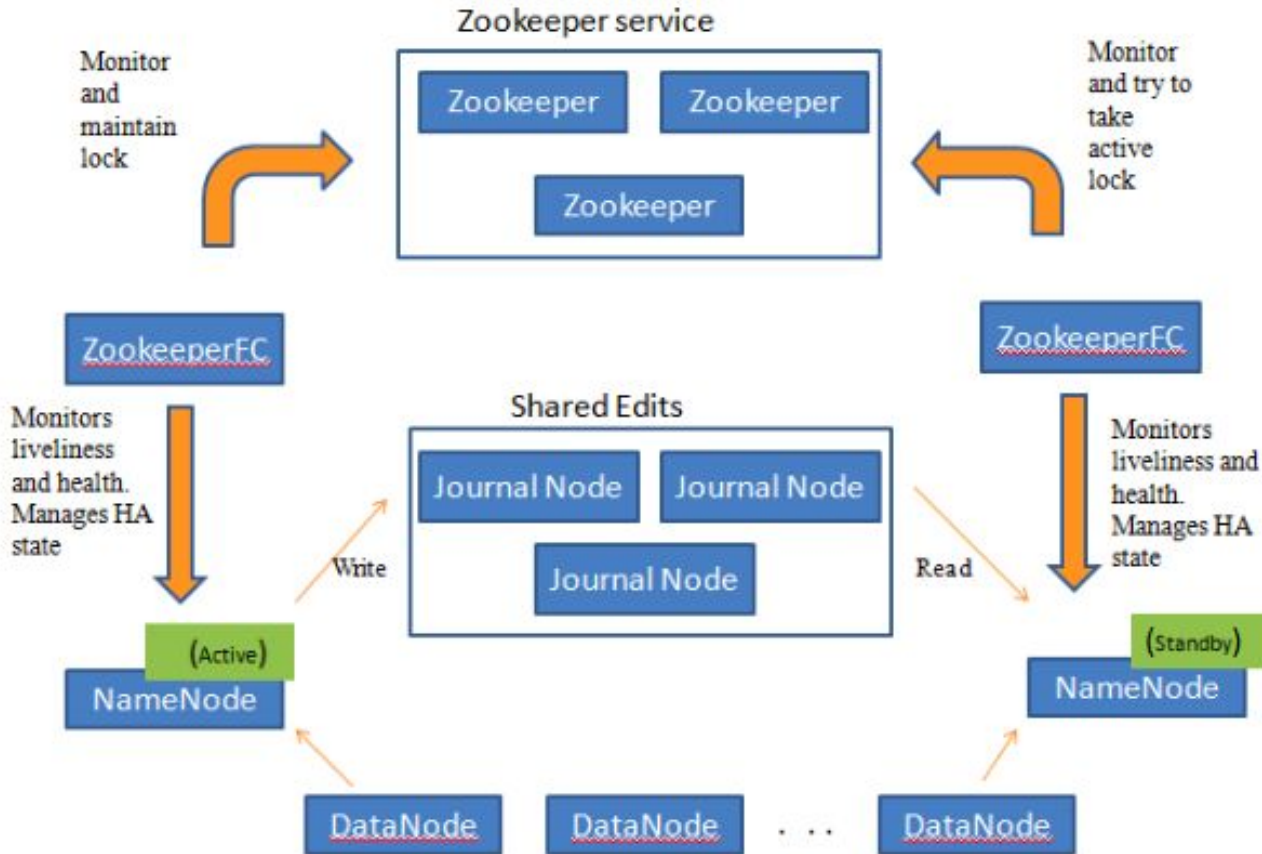 Zookeeper service
Monitor
and
maintain
lock
Zookeeper
Zookeeper
Zookeeper
Monitor
and try to
take
active
lock
ZookeeperFC
ZookeeperFC
Monitors
liveliness
and health.
Manages HA
state
Shared Edits
Journal Node
Journal Node
Journal Node
Write
Read
Monitors
liveliness and
health.
Manages HA
state
(Active)
NameNode
(Standby)
NameNode
DataNode
DataNode
. . .
DataNode